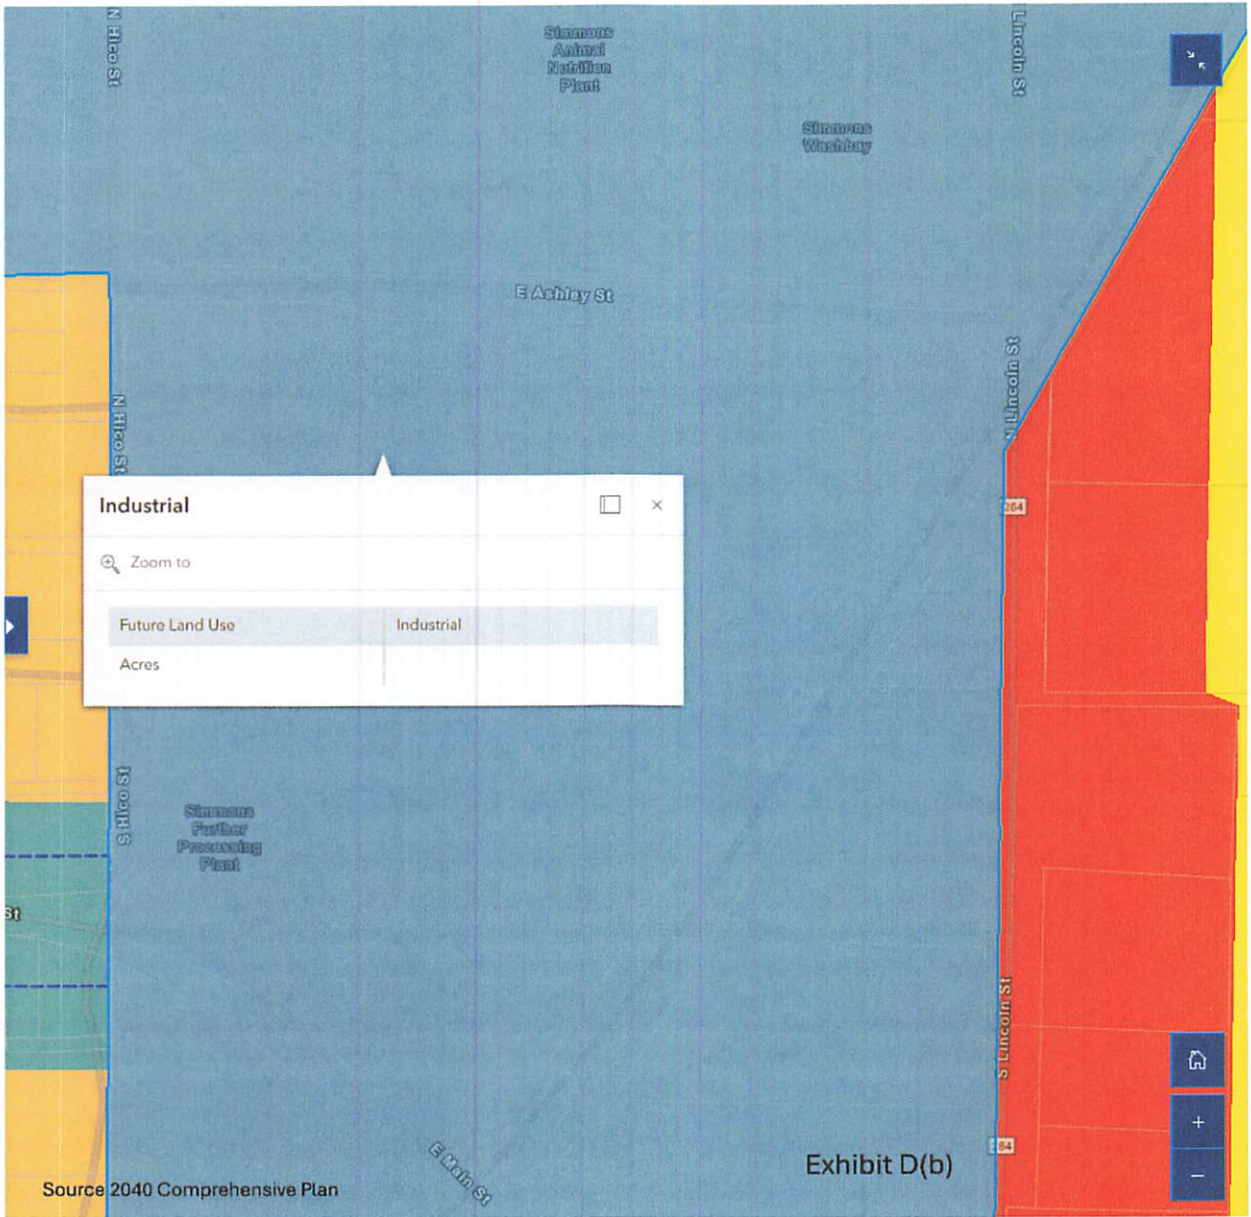 N Hico St
Simmons
Animal
Nutrition
Plant
Lincoln St
Simmons
Washbay
E Ashley St
N Lincoln St
N Hico St
Industrial
×
264
Zoom to
Future Land Use Industrial
Acres
S Hico St
Simmons
Further
Processing
Plant
St
S Lincoln St
+
E Main St
264
Exhibit D(b)
−
Source 2040 Comprehensive Plan